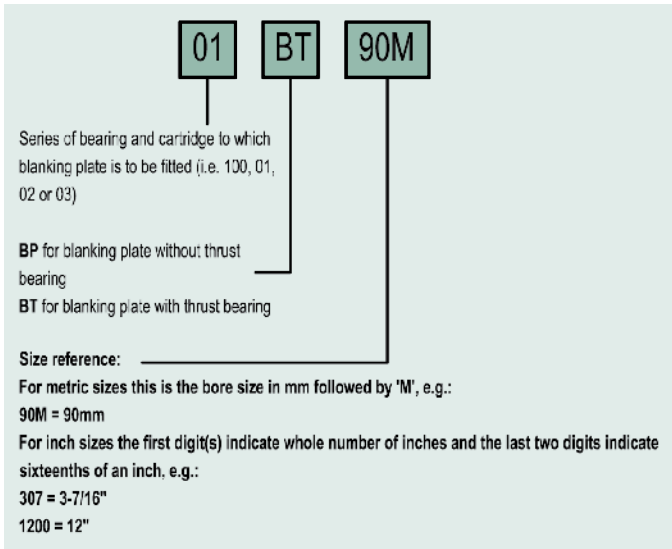 01 BT 90M
Series of bearing and cartridge to which
blanking plate is to be fitted (i.e. 100, 01,
02 or 03)
BP for blanking plate without thrust
bearing
BT for blanking plate with thrust bearing
Size reference:
For metric sizes this is the bore size in mm followed by 'M', e.g.:
90M = 90mm
For inch sizes the first digit(s) indicate whole number of inches and the last two digits indicate
sixteenths of an inch, e.g.:
307 = 3-7/16"
1200 = 12"